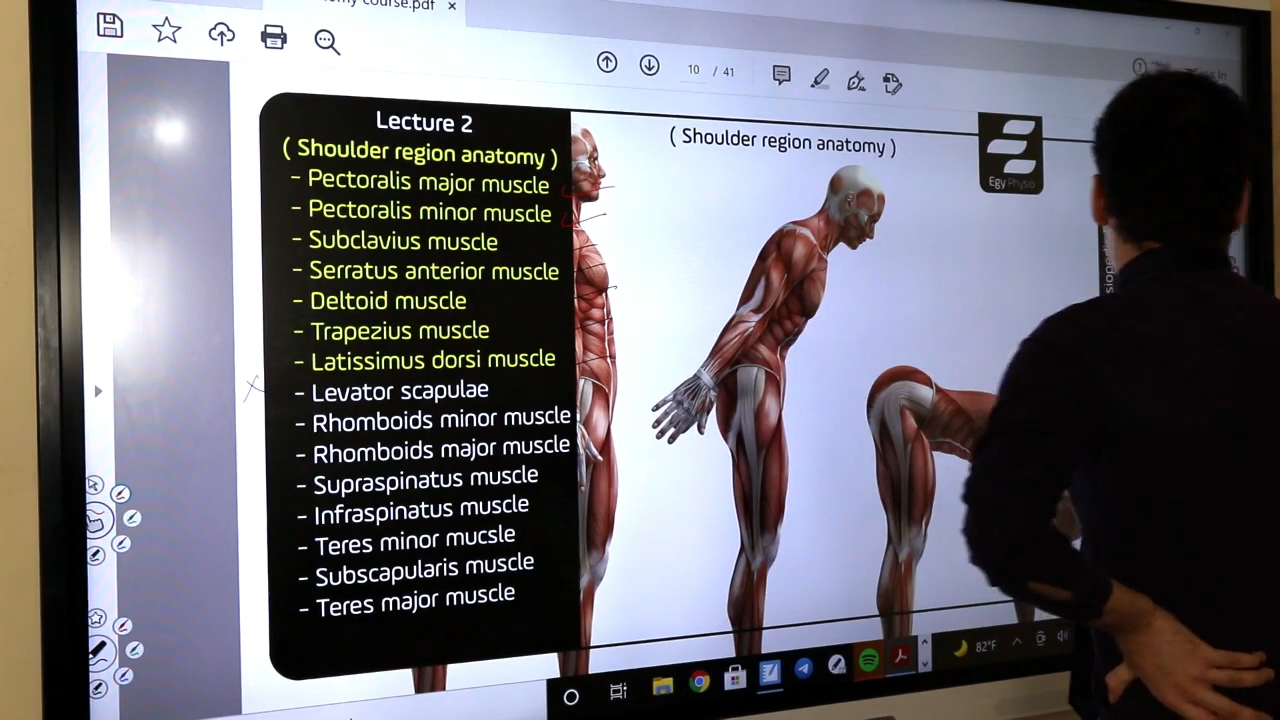 course.pdf
10 / 41
Lecture 2
( Shoulder region anatomy )
- Pectoralis major muscle
- Pectoralis minor muscle
- Subclavius muscle
- Serratus anterior muscle
- Deltoid muscle
- Trapezius muscle
- Latissimus dorsi muscle
- Levator scapulae
- Rhomboids minor muscle
- Rhomboids major muscle
- Supraspinatus muscle
- Infraspinatus muscle
- Teres minor mucsle
- Subscapularis muscle
- Teres major muscle
( Shoulder region anatomy )
Egy Physio
82°F